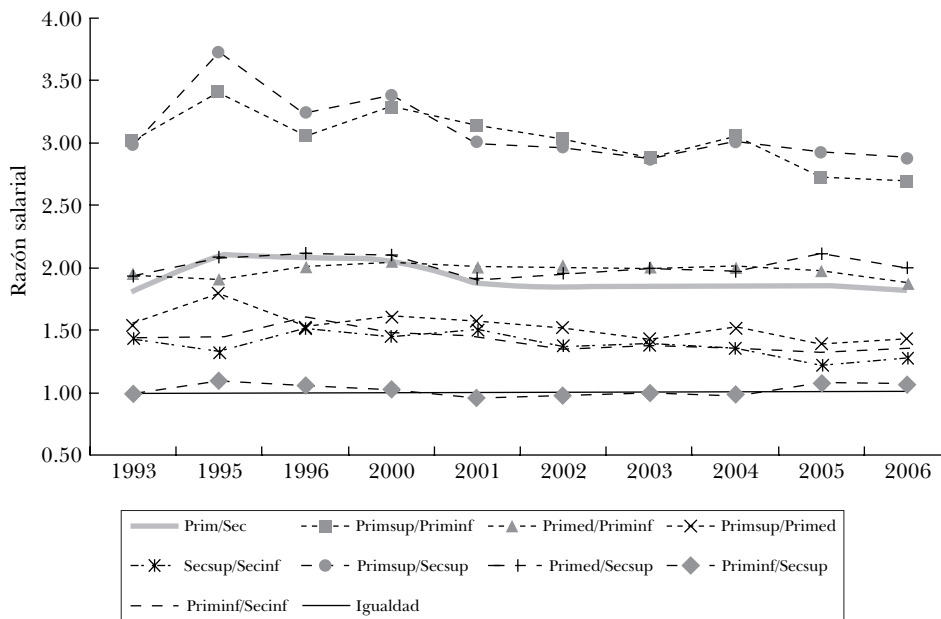 4.00
3.50
3.00
2.50
2.00
1.50
1.00
0.50
Razón salarial
1993 1995 1996 2000 2001 2002 2003 2004 2005 2006
Prim/Sec Primsup/Priminf Primed/Priminf Primsup/Primed
Secsup/Secinf Primsup/Secsup Primed/Secsup Priminf/Secsup
Priminf/Secinf Igualdad